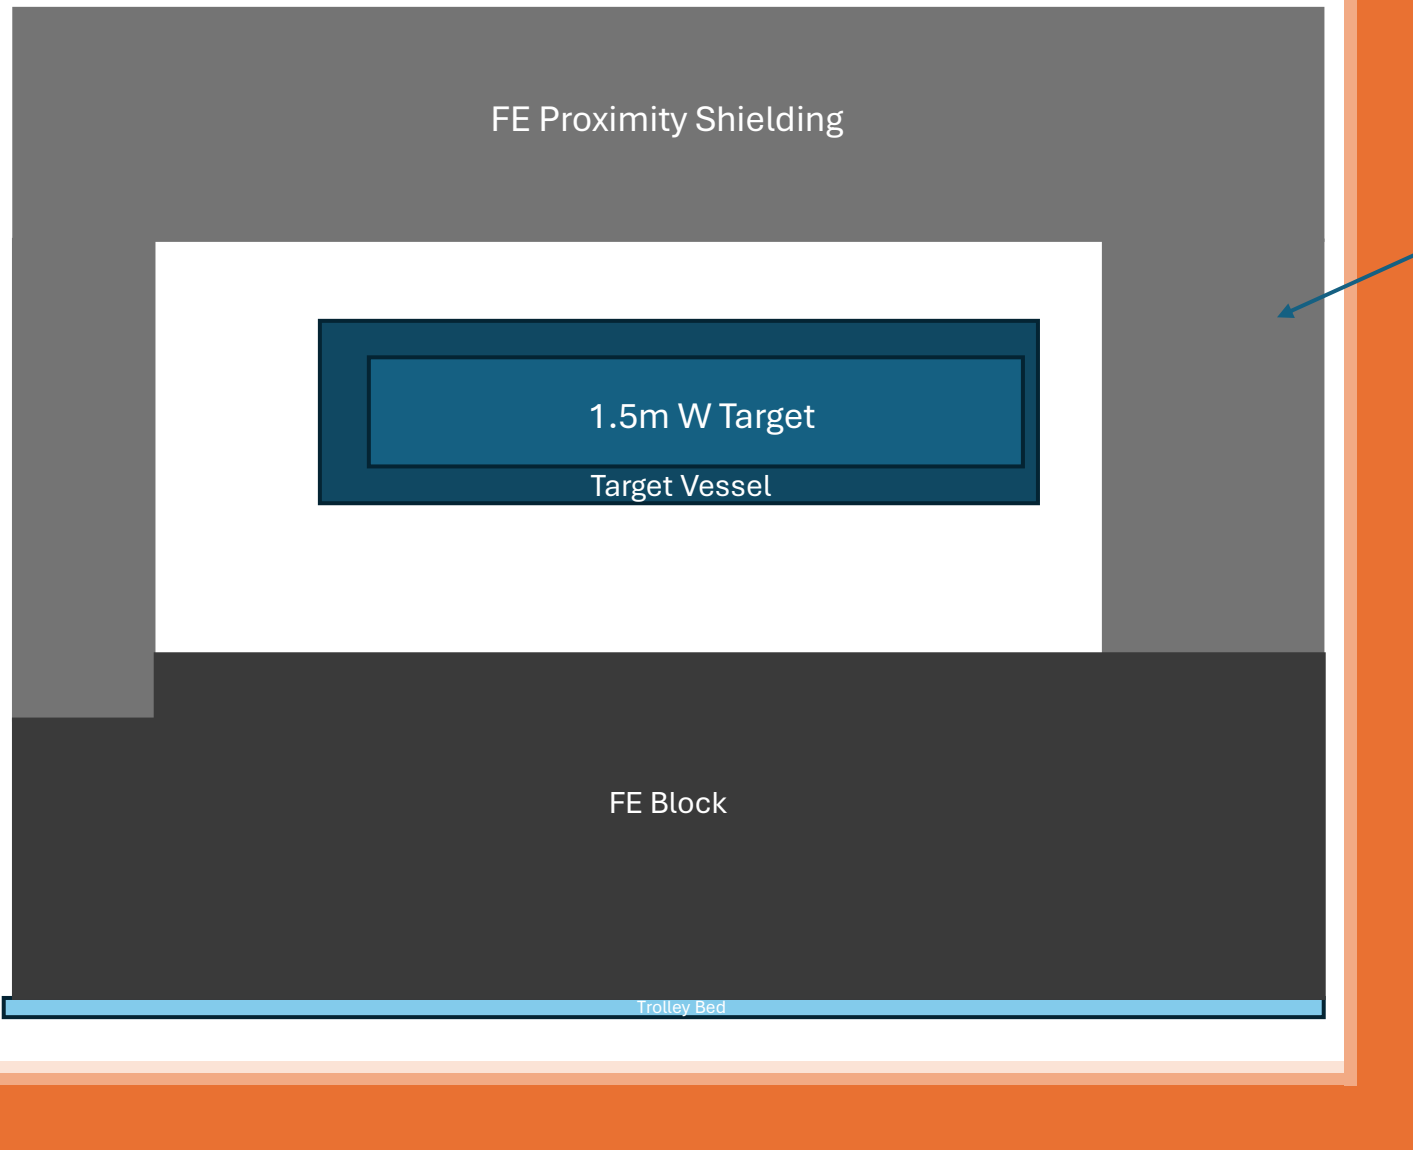 FE Proximity Shielding
1.5m W Target
Target Vessel
FE Block
Trolley Bed